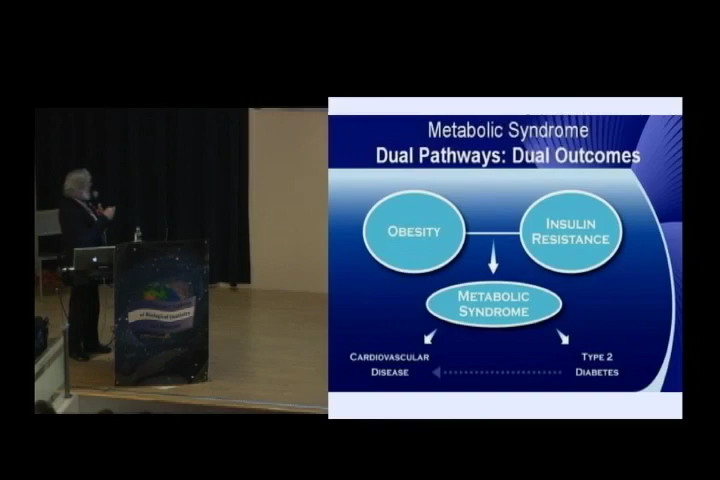 Metabolic Syndrome
Dual Pathways: Dual Outcomes
OBESITY
INSULIN
RESISTANCE
METABOLIC
SYNDROME
CARDIOVASCULAR
DISEASE
TYPE 2
DIABETES